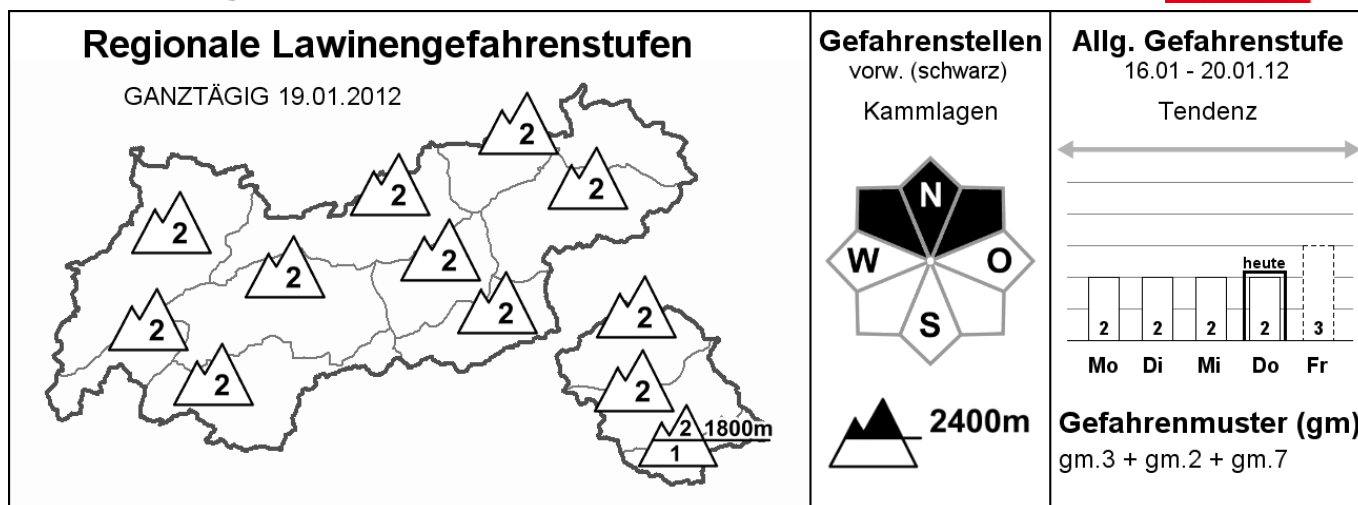 Regionale Lawinengefahrenstufen
GANZTÄGIG 19.01.2012
2
2
2
2
2
2
2
2
2
2
2
2
2 1800m
1
Gefahrenstellen
vorw. (schwarz)
Kammlagen
N
W O
S
2400m
Allg. Gefahrenstufe
16.01 - 20.01.12
Tendenz
heute
2 2 2 2 3
Mo Di Mi Do Fr
Gefahrenmuster (gm)
gm.3 + gm.2 + gm.7